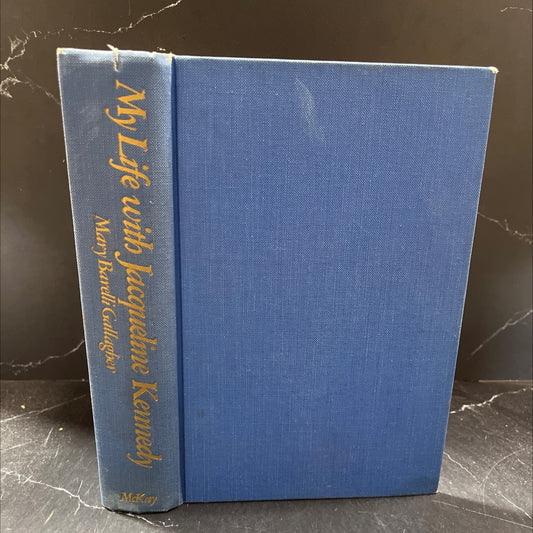 My Life with Jacqueline Kennedy
Mary Barelli Gallagher
McKay